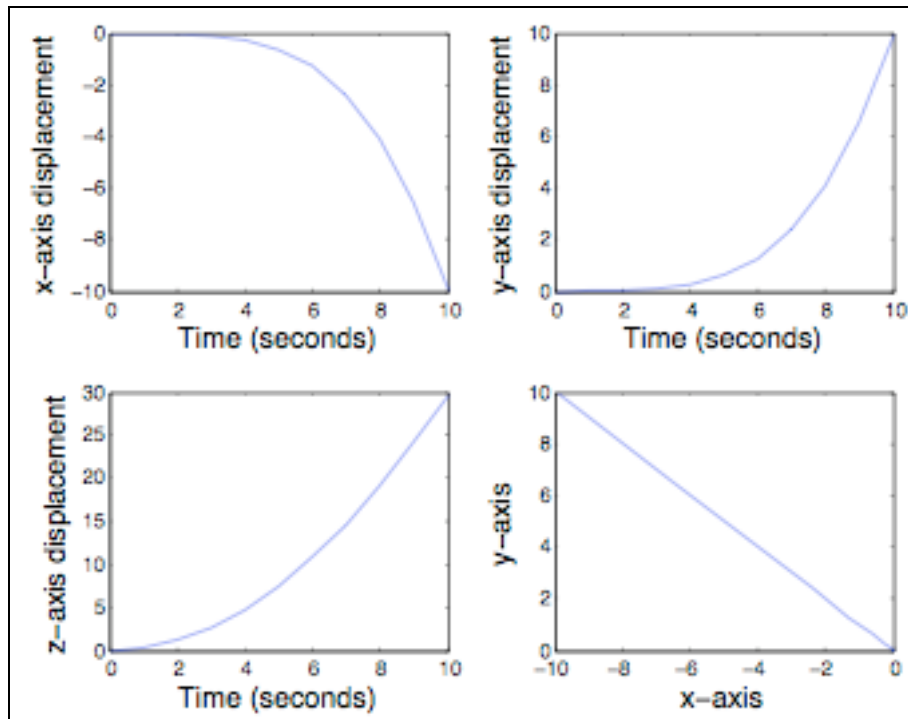 x-axis displacement
0
-2
-4
-6
-8
-10
0 2 4 6 8 10
Time (seconds)
y-axis displacement
10
8
6
4
2
0
0 2 4 6 8 10
Time (seconds)
z-axis displacement
30
25
20
15
10
5
0
0 2 4 6 8 10
Time (seconds)
y-axis
10
8
6
4
2
0
-10 -8 -6 -4 -2 0
x-axis